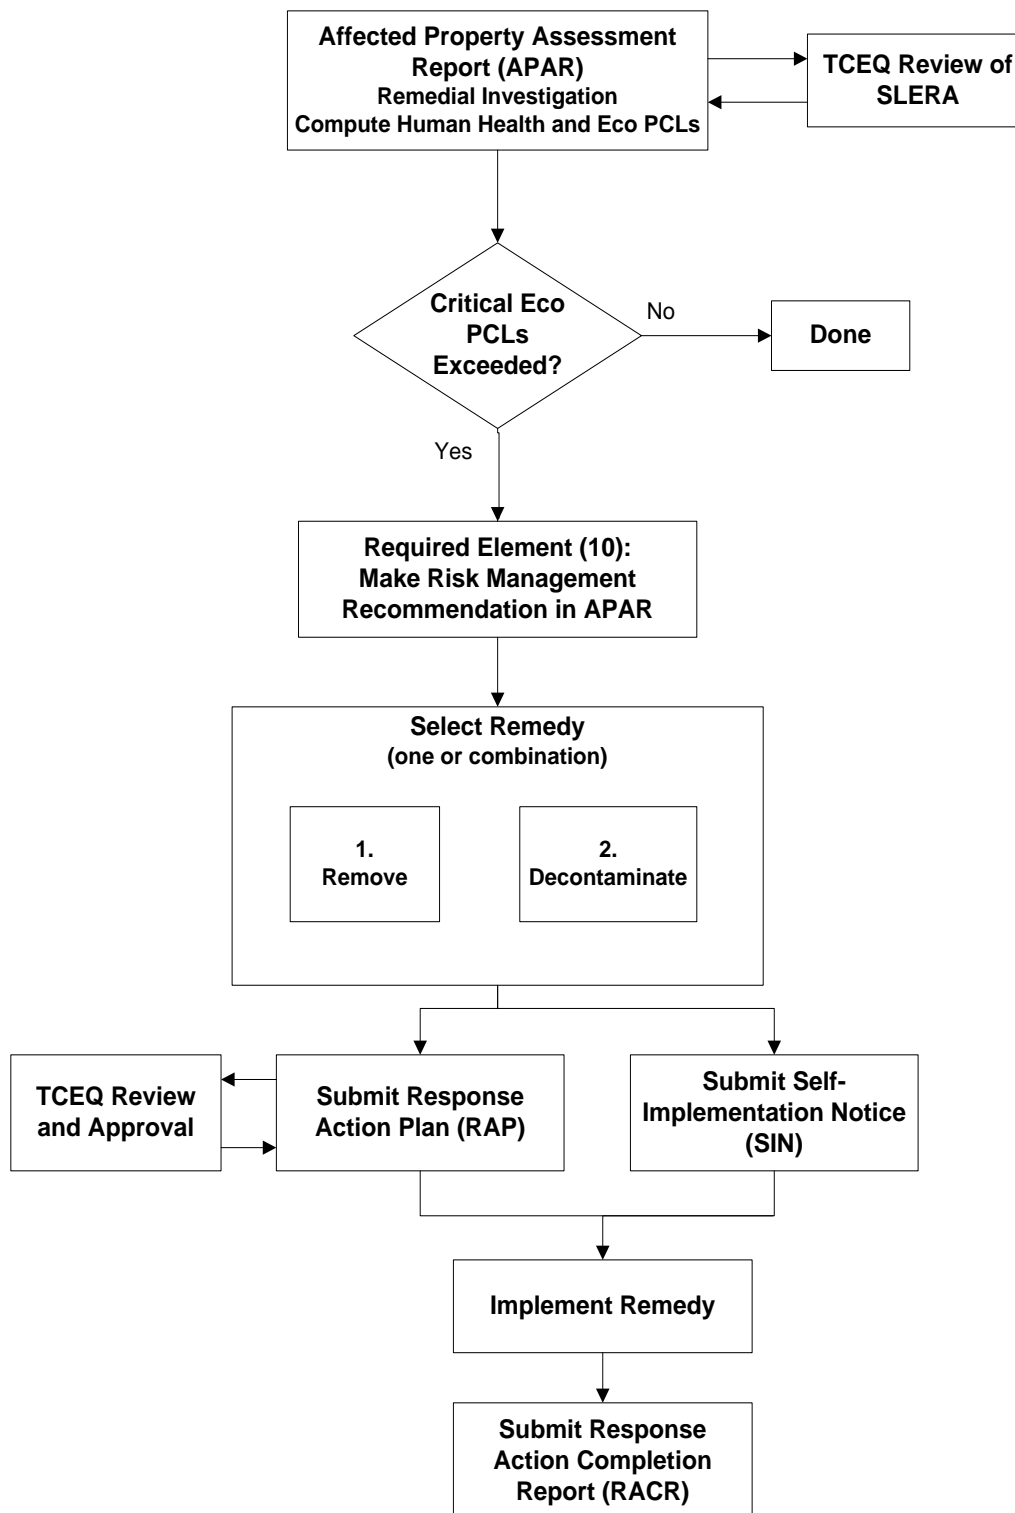 Affected Property Assessment
Report (APAR)
Remedial Investigation
Compute Human Health and Eco PCLs
TCEQ Review of
SLERA
Critical Eco
PCLs
Exceeded?
No
Done
Yes
Required Element (10):
Make Risk Management
Recommendation in APAR
Select Remedy
(one or combination)
1.
Remove
2.
Decontaminate
TCEQ Review
and Approval
Submit Response
Action Plan (RAP)
Submit Self-
Implementation Notice
(SIN)
Implement Remedy
Submit Response
Action Completion
Report (RACR)